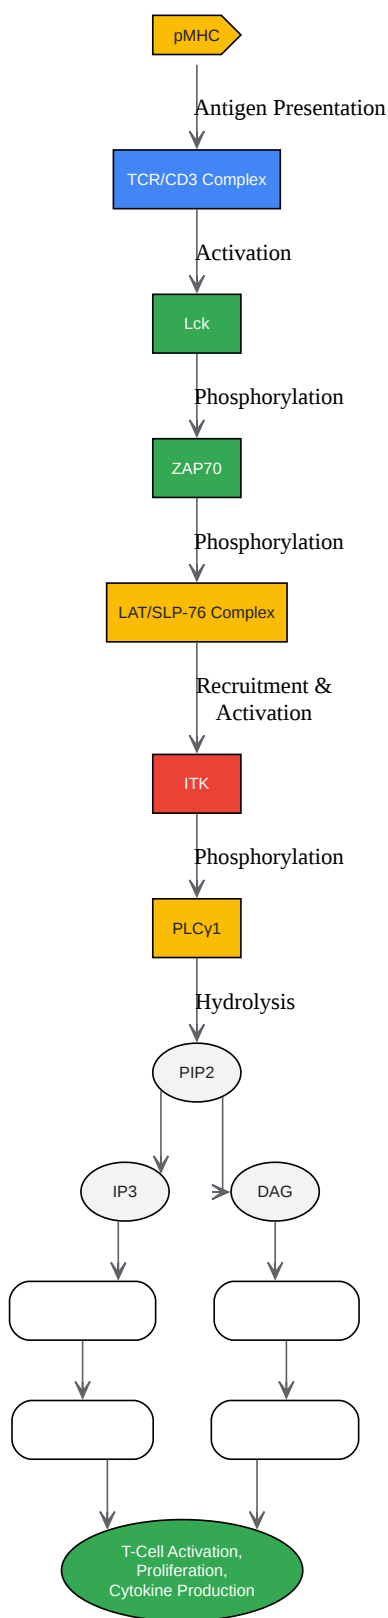 pMHC
Antigen Presentation
TCR/CD3 Complex
Activation
Lck
Phosphorylation
ZAP70
Phosphorylation
LAT/SLP-76 Complex
Recruitment &
Activation
ITK
Phosphorylation
PLCγ1
Hydrolysis
PIP2
IP3
DAG
T-Cell Activation,
Proliferation,
Cytokine Production